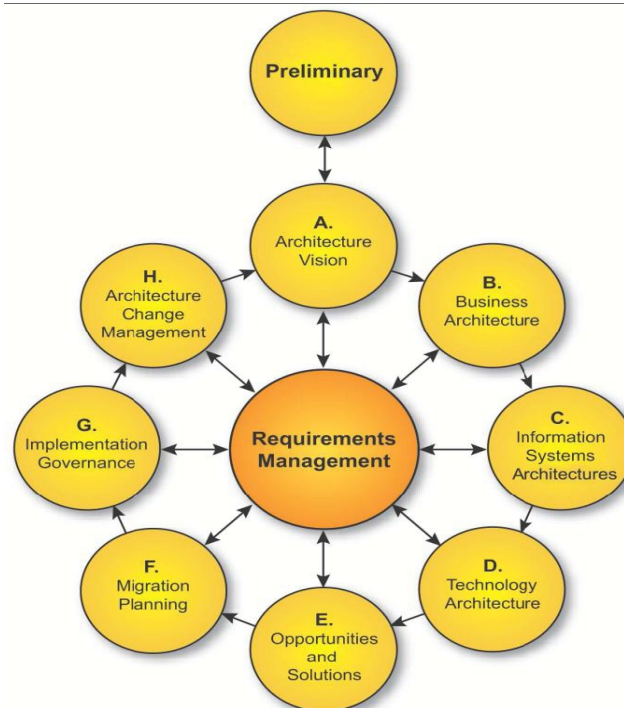 Preliminary
A.
Architecture
Vision
B.
Business
Architecture
C.
Information
Systems
Architectures
D.
Technology
Architecture
E.
Opportunities
and
Solutions
F.
Migration
Planning
G.
Implementation
Governance
H.
Architecture
Change
Management
Requirements
Management